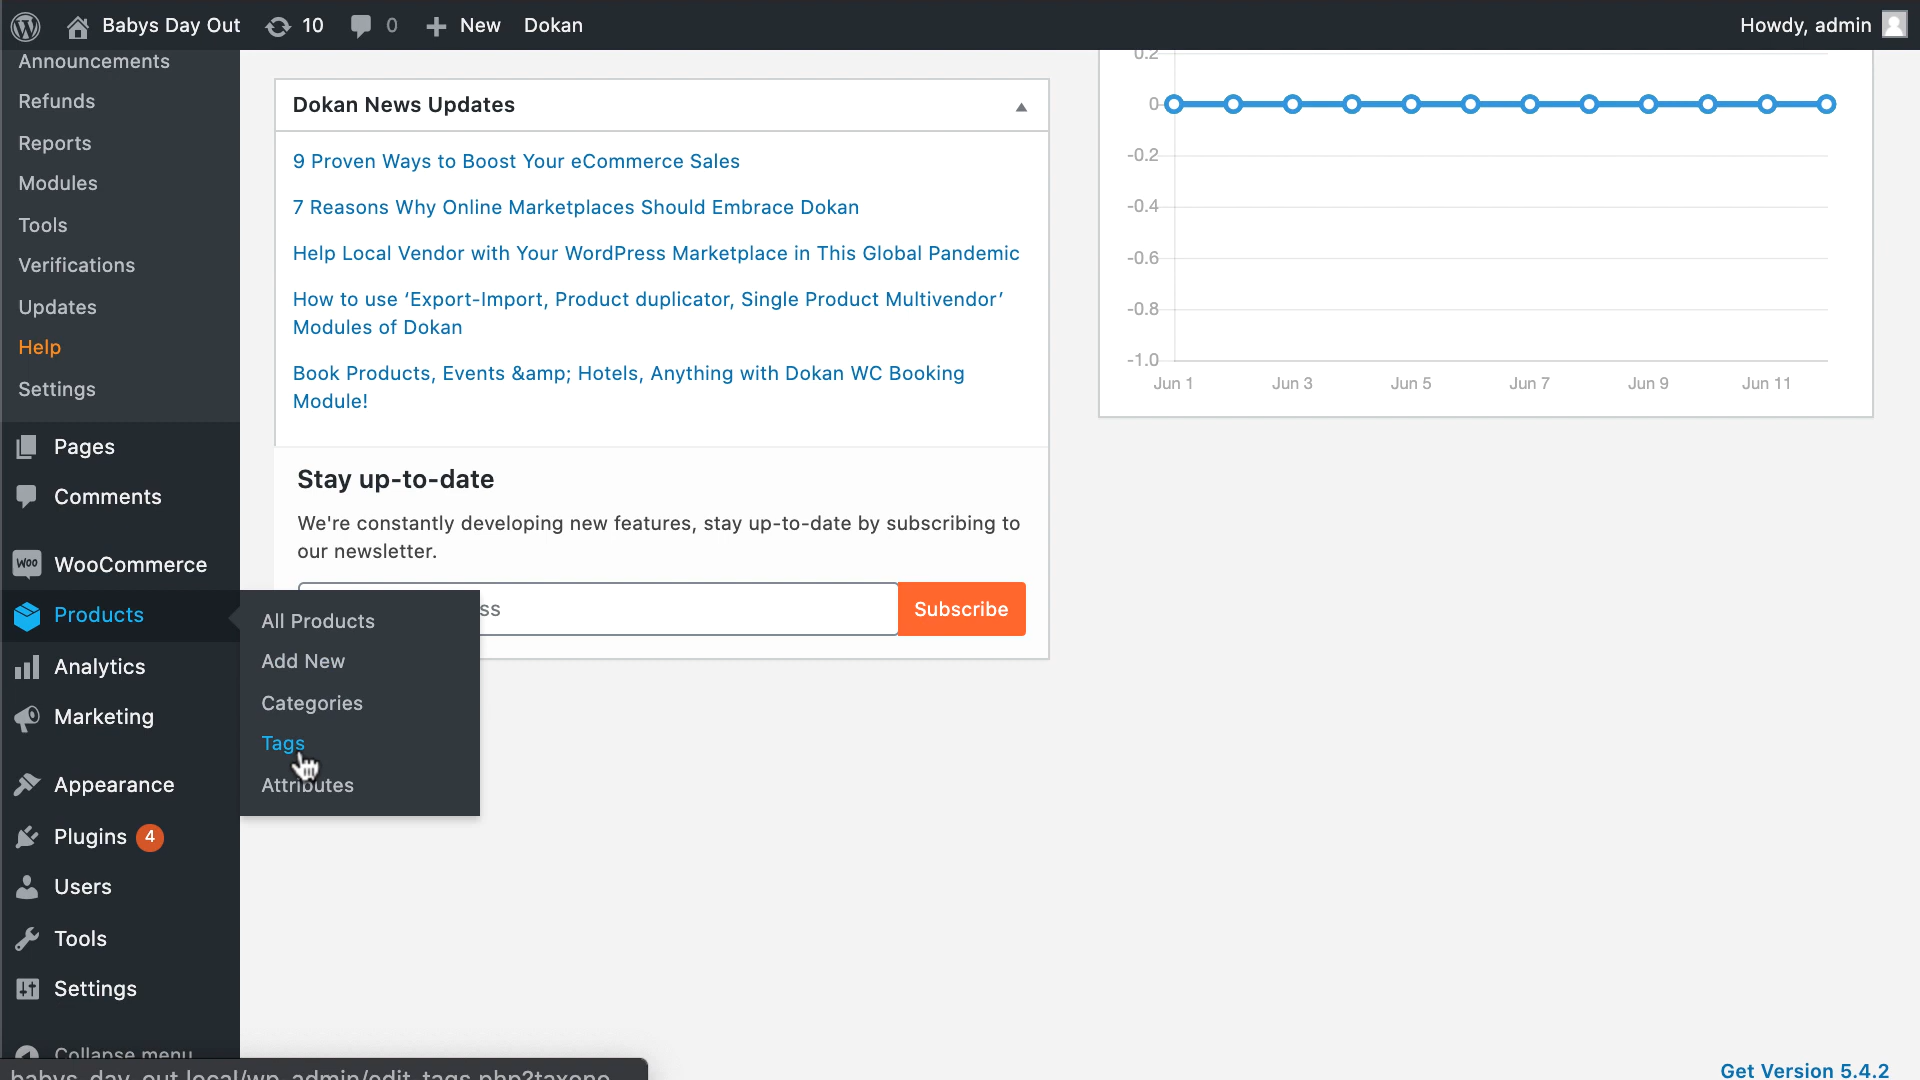 Babys Day Out 10 0 New Dokan Howdy, admin
Announcements
Refunds
Reports
Modules
Tools
Verifications
Updates
Help
Settings
Pages
Comments
WooCommerce
Products
Analytics
Marketing
Appearance
Plugins 4
Users
Tools
Settings
Collapse menu
All Products
Add New
Categories
Tags
Attributes
Dokan News Updates
9 Proven Ways to Boost Your eCommerce Sales
7 Reasons Why Online Marketplaces Should Embrace Dokan
Help Local Vendor with Your WordPress Marketplace in This Global Pandemic
How to use ‘Export-Import, Product duplicator, Single Product Multivendor’
Modules of Dokan
Book Products, Events &amp; Hotels, Anything with Dokan WC Booking
Module!
Stay up-to-date
We're constantly developing new features, stay up-to-date by subscribing to
our newsletter.
ss
Subscribe
0.2
0
-0.2
-0.4
-0.6
-0.8
-1.0
Jun 1 Jun 3 Jun 5 Jun 7 Jun 9 Jun 11
Get Version 5.4.2